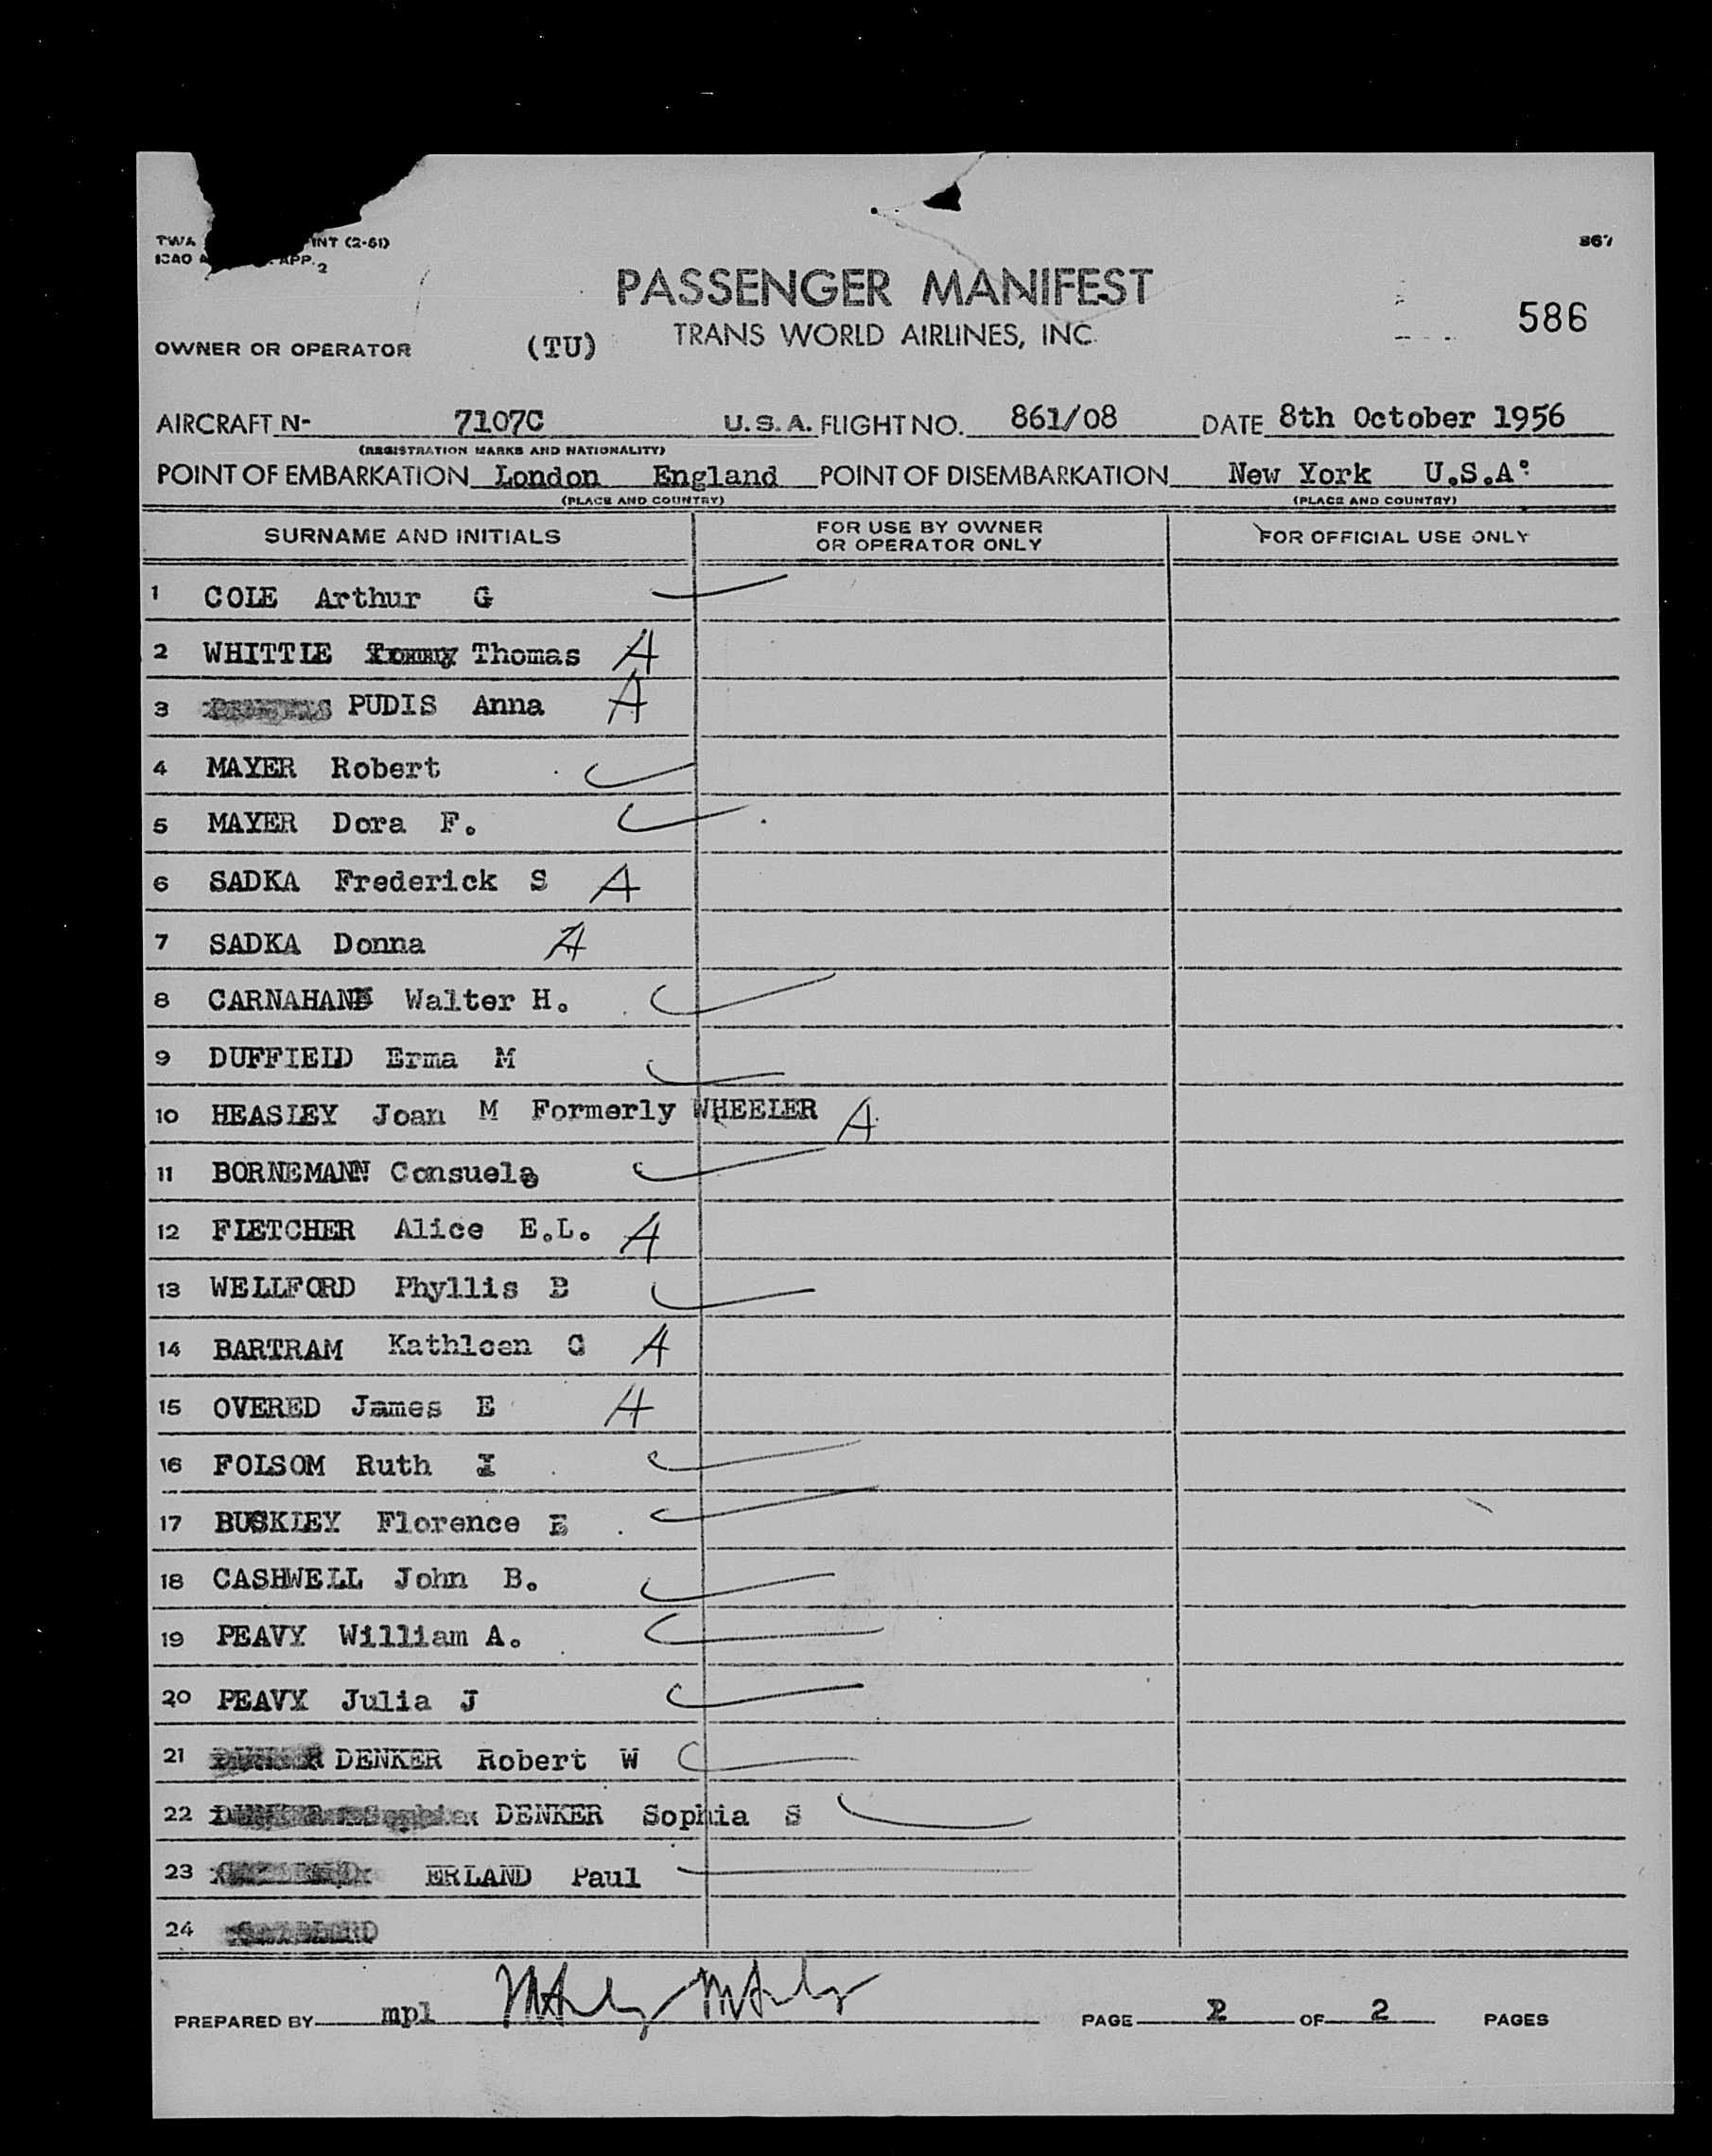 TWA INT (2-51)
ICAO A APP. 2
867
PASSENGER MANIFEST
586
OWNER OR OPERATOR (TU) TRANS WORLD AIRLINES, INC.
AIRCRAFT N- 7107C U.S.A. FLIGHT NO. 861/08 DATE 8th October 1956
(REGISTRATION MARKS AND NATIONALITY)
POINT OF EMBARKATION London England POINT OF DISEMBARKATION New York U.S.A.
(PLACE AND COUNTRY) (PLACE AND COUNTRY)
SURNAME AND INITIALS FOR USE BY OWNER OR OPERATOR ONLY FOR OFFICIAL USE ONLY
1 COLE Arthur G
2 WHITTLE Tommy Thomas A
3 PUDIS Anna A
4 MAYER Robert
5 MAYER Dora F.
6 SADKA Frederick S A
7 SADKA Donna A
8 CARNAHAN Walter H.
9 DUFFIELD Erma M
10 HEASLEY Joan M Formerly WHEELER A
11 BORNEMANN Consuela
12 FLETCHER Alice E.L. A
13 WELLFORD Phyllis B
14 BARTRAM Kathleen G A
15 OVERED James E A
16 FOLSOM Ruth I
17 BUSKLEY Florence E
18 CASHWELL John B.
19 PEAVY William A.
20 PEAVY Julia J
21 DENKER Robert W
22 DENKER Sophia S
23 ERLAND Paul
24
PREPARED BY mpl PAGE 2 OF 2 PAGES